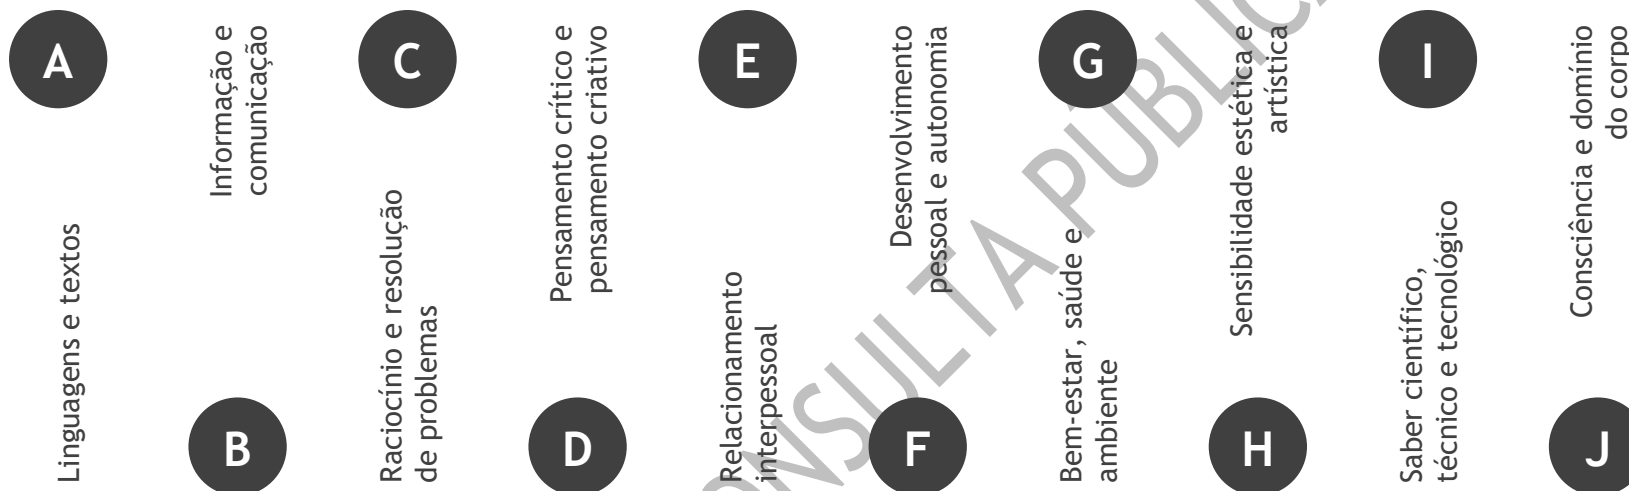 A
Linguagens e textos
Informação e
comunicação
B
C
Raciocínio e resolução
de problemas
Pensamento crítico e
pensamento criativo
D
E
Relacionamento
interpessoal
Desenvolvimento
pessoal e autonomia
F
G
Bem-estar, saúde e
ambiente
Sensibilidade estética e
artística
H
I
Saber científico,
técnico e tecnológico
Consciência e domínio
do corpo
J
CONSULTA PÚBLICA